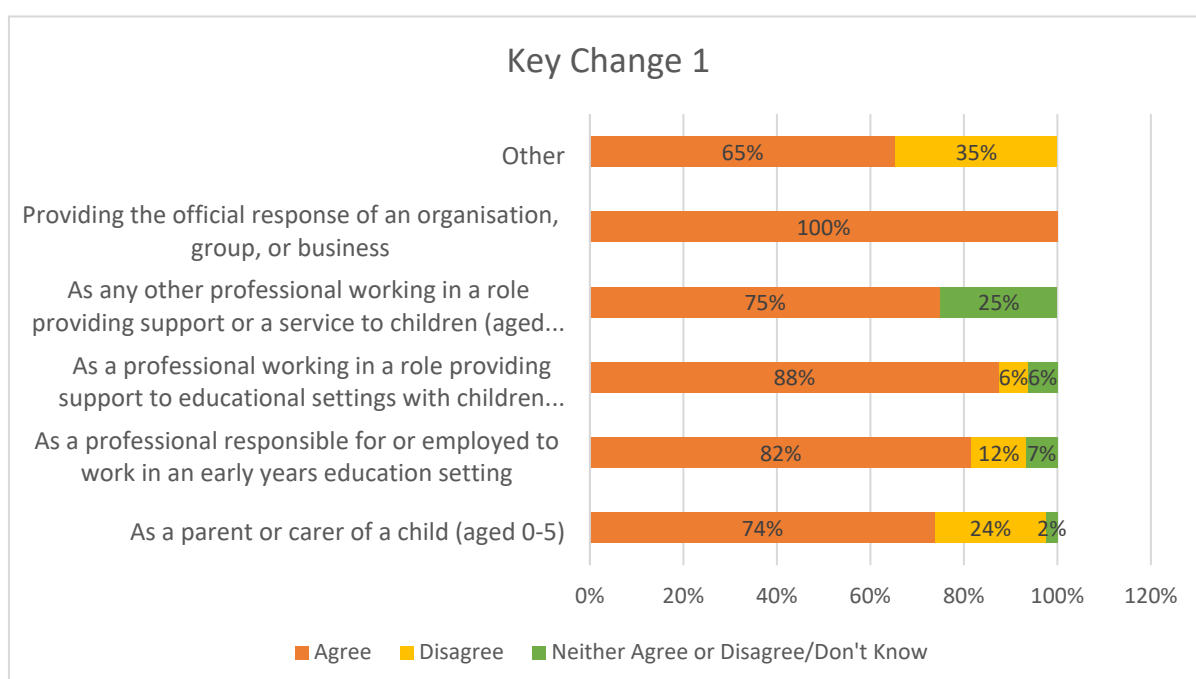 Key Change 1
Other
65%
35%
Providing the official response of an organisation,
group, or business
100%
As any other professional working in a role
providing support or a service to children (aged...
75%
25%
As a professional working in a role providing
support to educational settings with children...
88%
6%
6%
As a professional responsible for or employed to
work in an early years education setting
82%
12%
7%
As a parent or carer of a child (aged 0-5)
74%
24%
2%
0% 20% 40% 60% 80% 100% 120%
Agree Disagree Neither Agree or Disagree/Don't Know